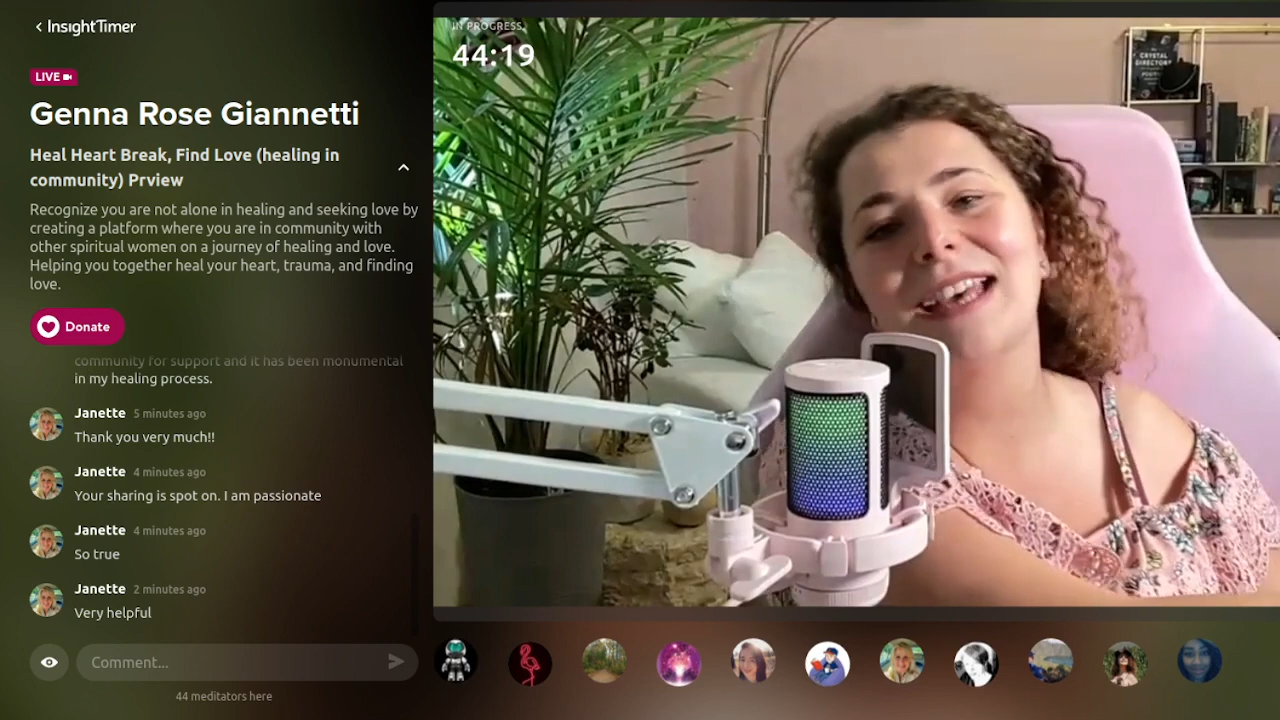 InsightTimer
LIVE
Genna Rose Giannetti
Heal Heart Break, Find Love (healing in
community) Prview
Recognize you are not alone in healing and seeking love by
creating a platform where you are in community with
other spiritual women on a journey of healing and love.
Helping you together heal your heart, trauma, and finding
love.
Donate
community for support and it has been monumental
in my healing process.
Janette 5 minutes ago
Thank you very much!!
Janette 4 minutes ago
Your sharing is spot on. I am passionate
Janette 4 minutes ago
So true
Janette 2 minutes ago
Very helpful
Comment...
44 meditators here
IN PROGRESS
44:19
CRYSTAL
DIRECTORY